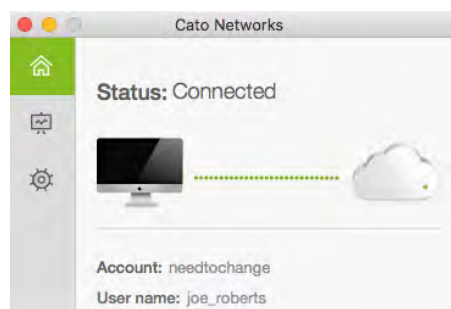 Cato Networks
Status: Connected
Account: needtochange
User name: joe_roberts